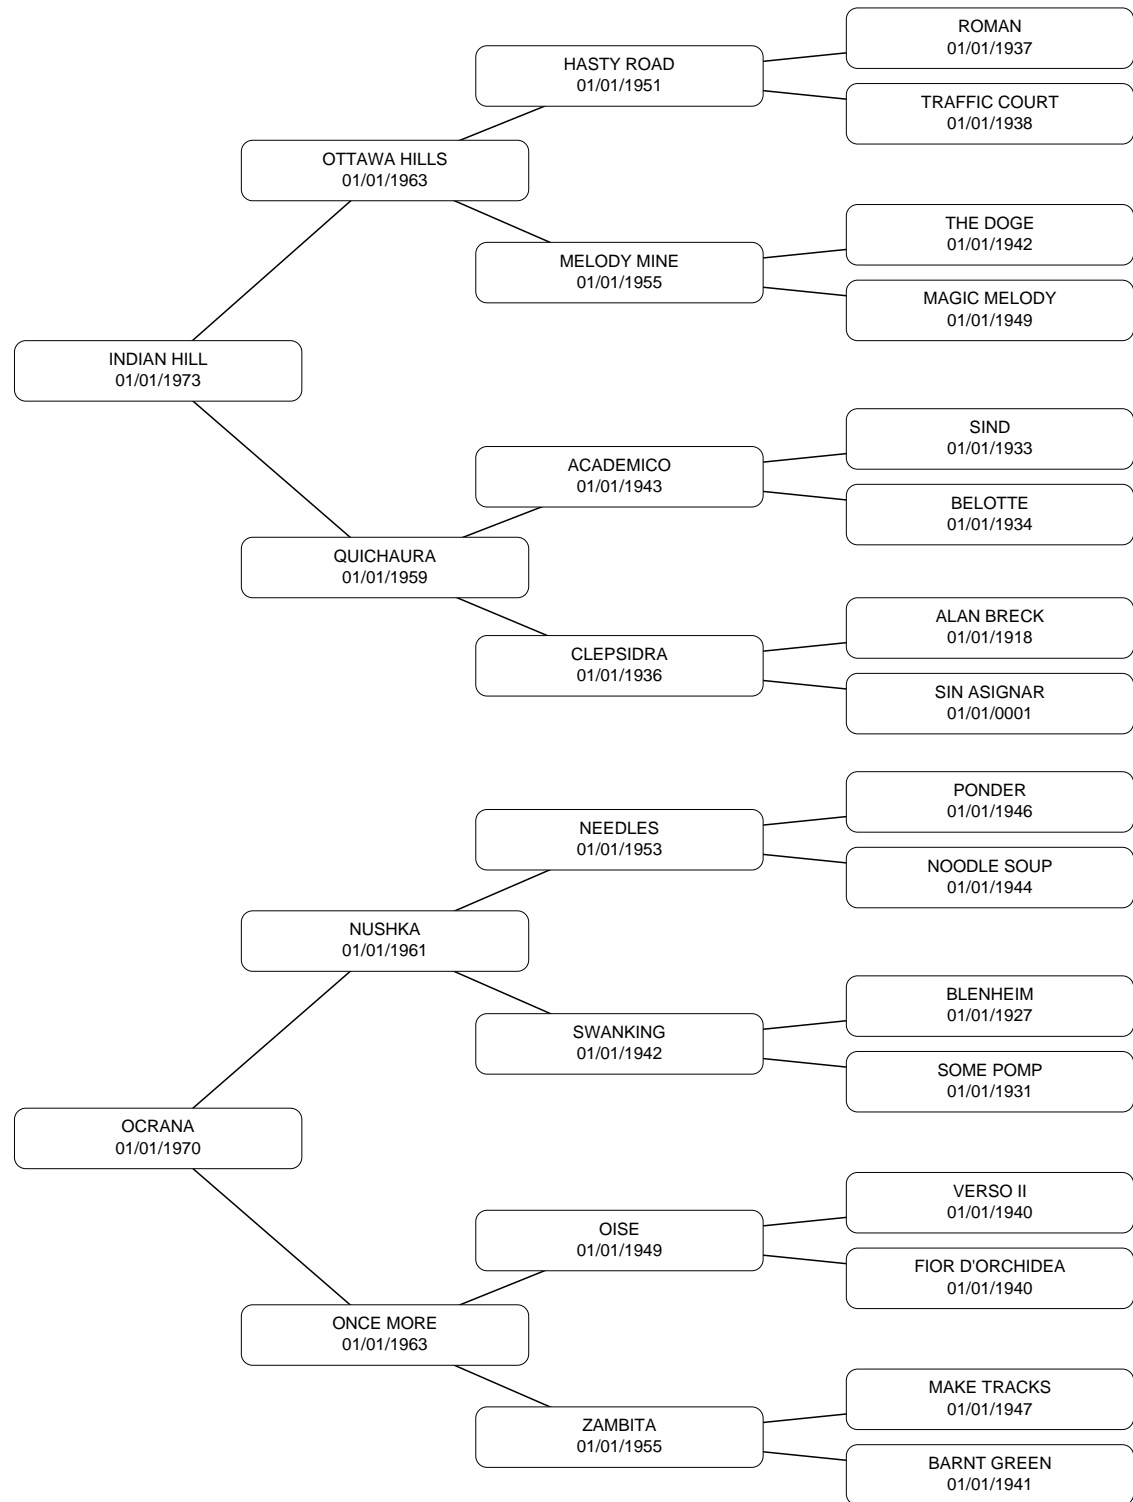 ROMAN
01/01/1937
HASTY ROAD
01/01/1951
TRAFFIC COURT
01/01/1938
OTTAWA HILLS
01/01/1963
THE DOGE
01/01/1942
MELODY MINE
01/01/1955
MAGIC MELODY
01/01/1949
INDIAN HILL
01/01/1973
SIND
01/01/1933
ACADEMICO
01/01/1943
BELOTTE
01/01/1934
QUICHAURA
01/01/1959
ALAN BRECK
01/01/1918
CLEPSIDRA
01/01/1936
SIN ASIGNAR
01/01/0001
PONDER
01/01/1946
NEEDLES
01/01/1953
NOODLE SOUP
01/01/1944
NUSHKA
01/01/1961
BLENHEIM
01/01/1927
SWANKING
01/01/1942
SOME POMP
01/01/1931
OCRANA
01/01/1970
VERSO II
01/01/1940
OISE
01/01/1949
FIOR D'ORCHIDEA
01/01/1940
ONCE MORE
01/01/1963
MAKE TRACKS
01/01/1947
ZAMBITA
01/01/1955
BARNT GREEN
01/01/1941